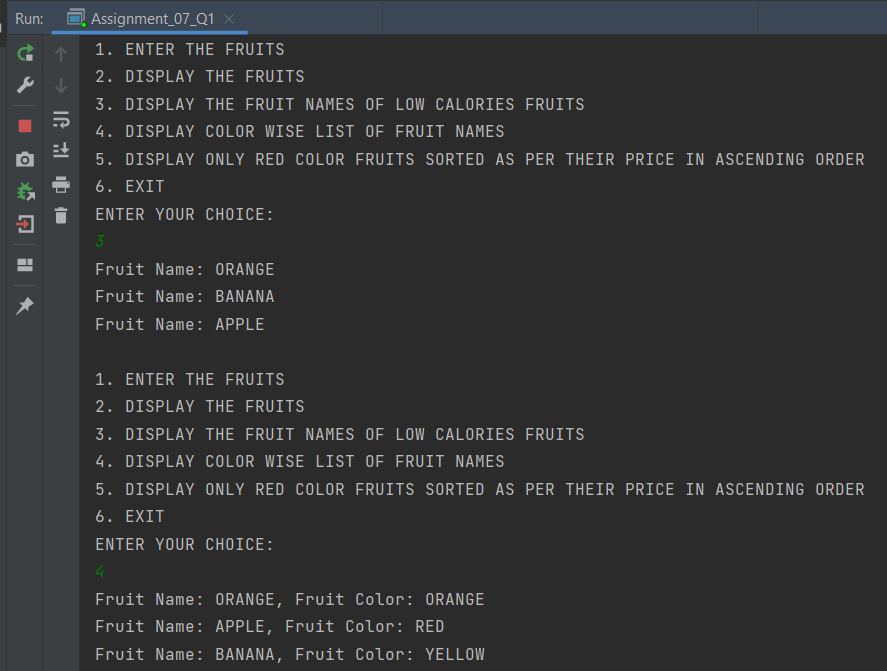 Run: Assignment_07_Q1
1. ENTER THE FRUITS
2. DISPLAY THE FRUITS
3. DISPLAY THE FRUIT NAMES OF LOW CALORIES FRUITS
4. DISPLAY COLOR WISE LIST OF FRUIT NAMES
5. DISPLAY ONLY RED COLOR FRUITS SORTED AS PER THEIR PRICE IN ASCENDING ORDER
6. EXIT
ENTER YOUR CHOICE:
3
Fruit Name: ORANGE
Fruit Name: BANANA
Fruit Name: APPLE
1. ENTER THE FRUITS
2. DISPLAY THE FRUITS
3. DISPLAY THE FRUIT NAMES OF LOW CALORIES FRUITS
4. DISPLAY COLOR WISE LIST OF FRUIT NAMES
5. DISPLAY ONLY RED COLOR FRUITS SORTED AS PER THEIR PRICE IN ASCENDING ORDER
6. EXIT
ENTER YOUR CHOICE:
4
Fruit Name: ORANGE, Fruit Color: ORANGE
Fruit Name: APPLE, Fruit Color: RED
Fruit Name: BANANA, Fruit Color: YELLOW